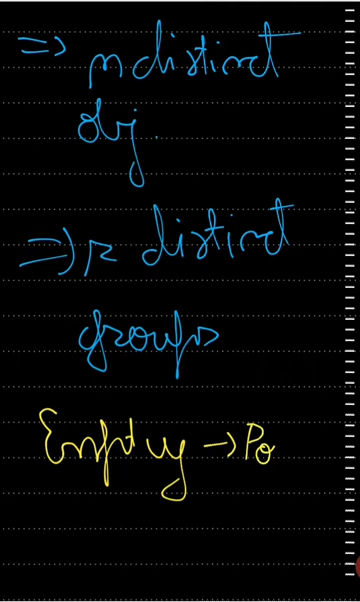 => n distinct
obj.
=> r distinct
groups
Empty → Po